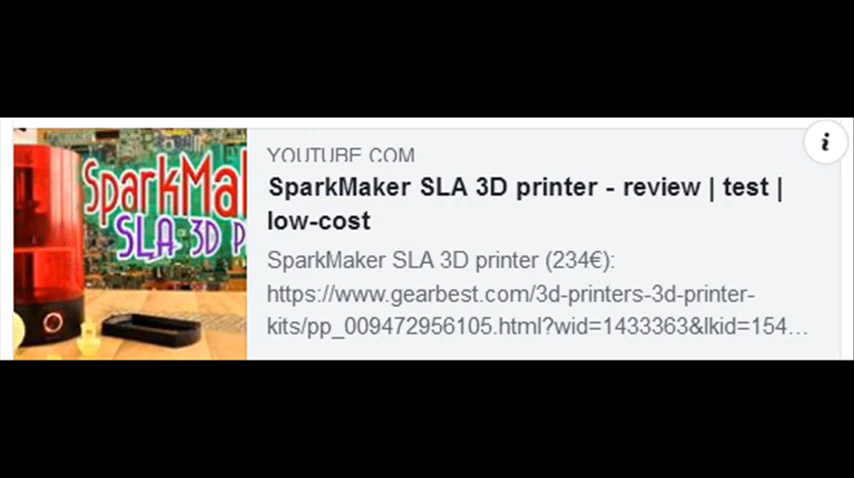 SparkMa
SLA 3D P
YOUTUBE.COM
SparkMaker SLA 3D printer - review | test |
low-cost
SparkMaker SLA 3D printer (234€):
https://www.gearbest.com/3d-printers-3d-printer-
kits/pp_009472956105.html?wid=1433363&lkid=154...
i